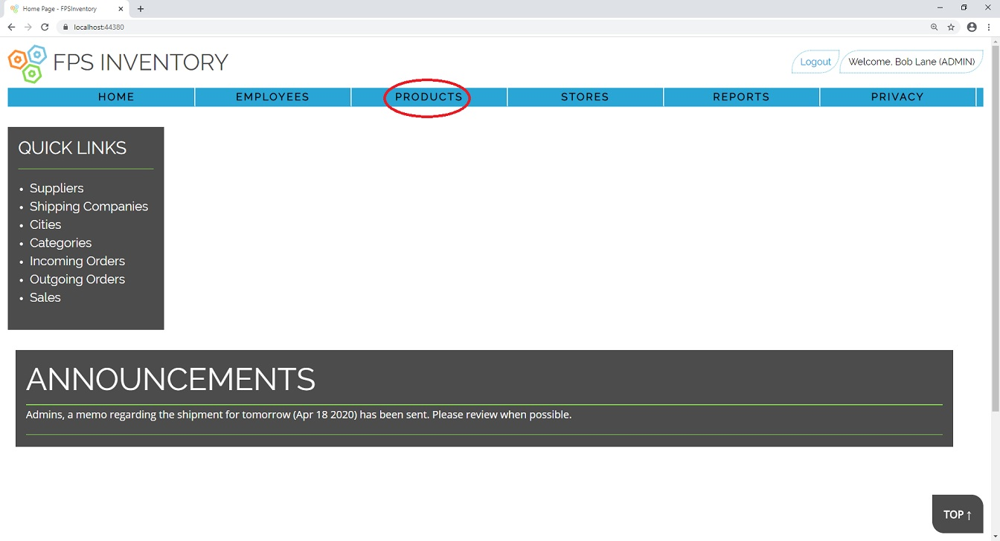 Home Page - FPSInventory
localhost:44380
FPS INVENTORY
Logout
Welcome, Bob Lane (ADMIN)
HOME EMPLOYEES PRODUCTS STORES REPORTS PRIVACY
QUICK LINKS
• Suppliers
• Shipping Companies
• Cities
• Categories
• Incoming Orders
• Outgoing Orders
• Sales
ANNOUNCEMENTS
Admins, a memo regarding the shipment for tomorrow (Apr 18 2020) has been sent. Please review when possible.
TOP ↑